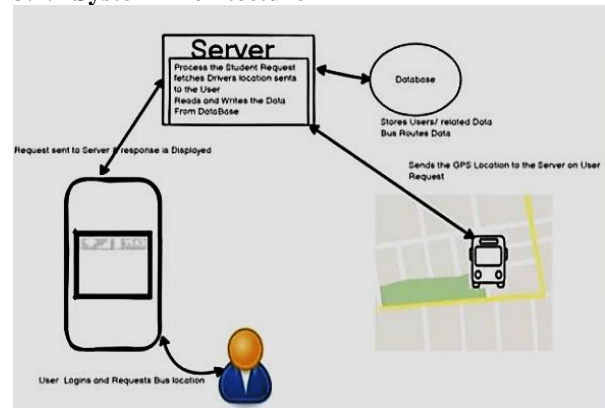 Server
Process the Student Request
fetches Drivers location sents
to the User
Reads and Writes the Data
From DataBase
Database
Stores Users/ related Data
Bus Routes Data
Request sent to Server & response is Displayed
Sends the GPS Location to the Server on User
Request
User Logins and Requests Bus location